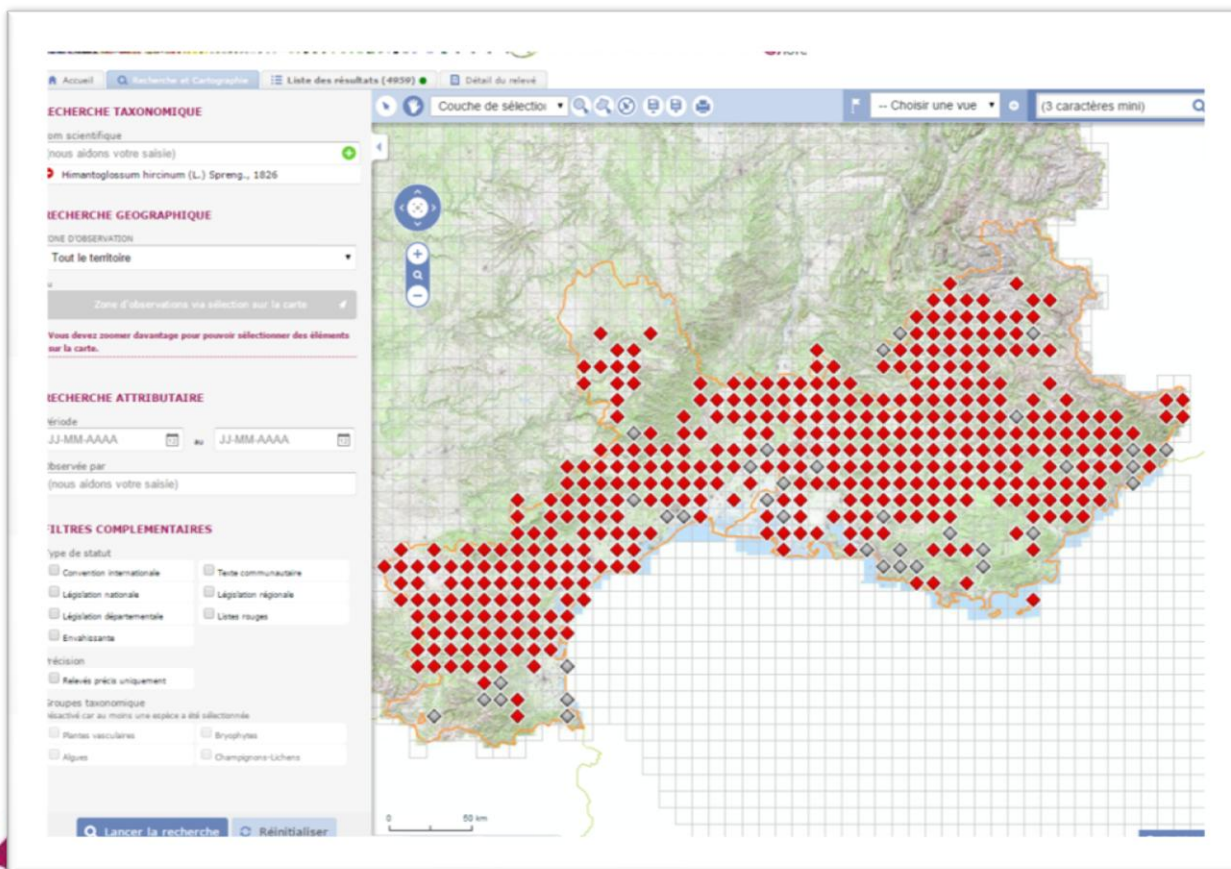 Accueil
Recherche et Cartographie
Liste des résultats (4959)
Détail du relevé
ECHERCHE TAXONOMIQUE
om scientifique
(nous aidons votre saisie)
Himantoglossum hircinum (L.) Spreng., 1826
RECHERCHE GEOGRAPHIQUE
ONE D'OBSERVATION
Tout le territoire
Zone d'observations via sélection sur la carte
Vous devez zoomer davantage pour pouvoir sélectionner des éléments
sur la carte.
RECHERCHE ATTRIBUTAIRE
Période
JJ-MM-AAAA
au
JJ-MM-AAAA
Observée par
(nous aidons votre saisie)
FILTRES COMPLEMENTAIRES
Type de statut
Convention internationale
Texte communautaire
Législation nationale
Législation régionale
Législation départementale
Listes rouges
Envahissante
Précision
Relevés précis uniquement
Groupes taxonomique
désactivé car au moins une espèce a été sélectionnée
Plantes vasculaires
Bryophytes
Algues
Champignons-Lichens
Lancer la recherche
Réinitialiser
Couche de sélectio
-- Choisir une vue
(3 caractères mini)
0
50 km